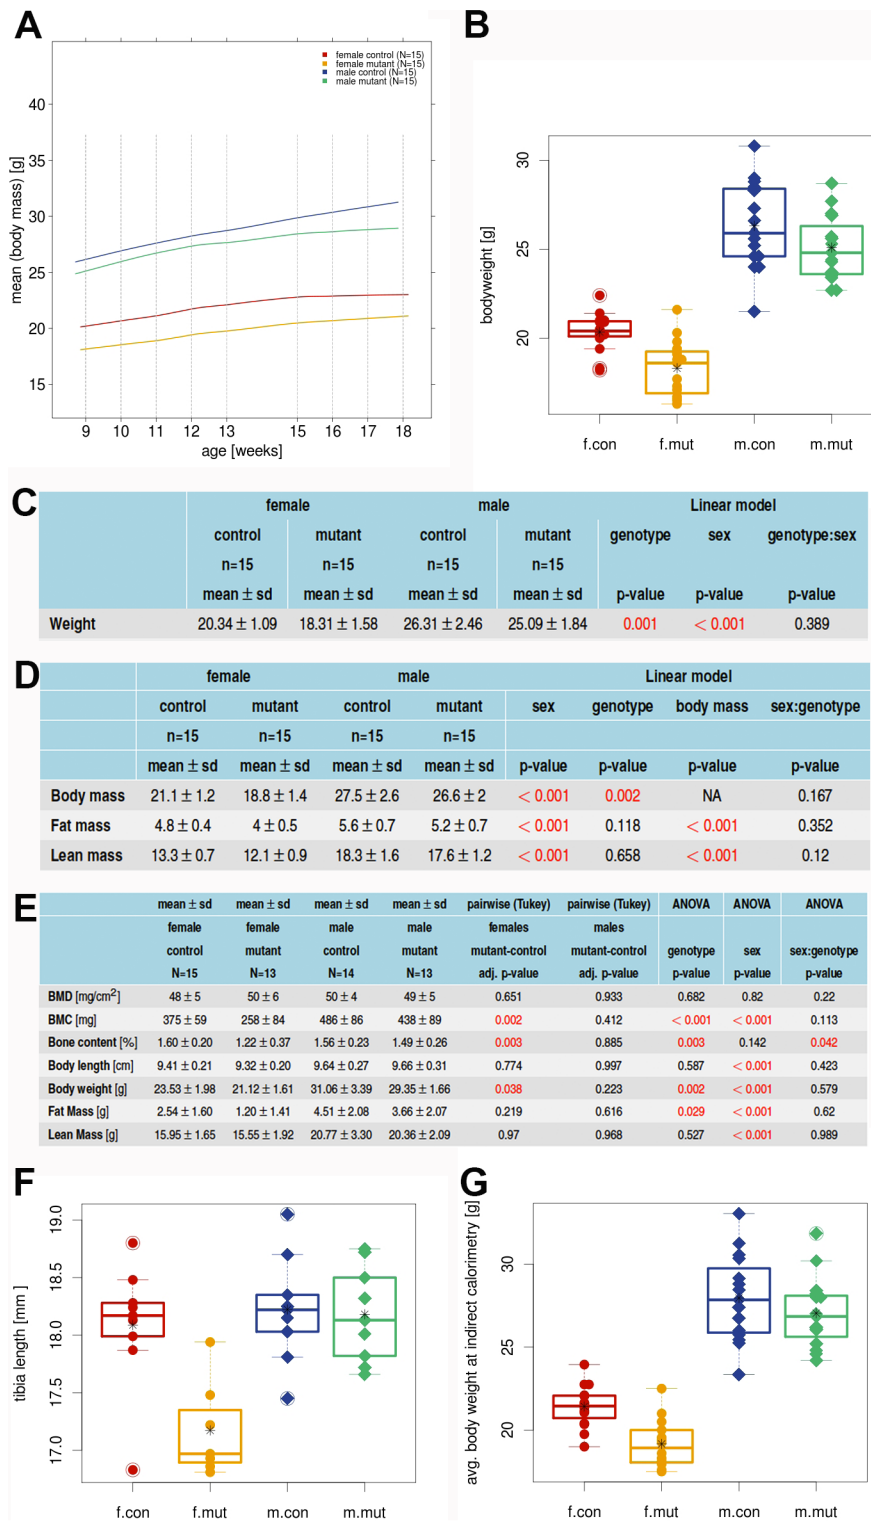 A
female control (N=15)
female mutant (N=15)
male control (N=15)
male mutant (N=15)
mean (body mass) [g]
40
35
30
25
20
15
9 10 11 12 13 15 16 17 18
age [weeks]
B
bodyweight [g]
30
25
20
f.con f.mut m.con m.mut
C
female male Linear model
control mutant control mutant genotype sex genotype:sex
n=15 n=15 n=15 n=15
mean ± sd mean ± sd mean ± sd mean ± sd p-value p-value p-value
Weight 20.34 ± 1.09 18.31 ± 1.58 26.31 ± 2.46 25.09 ± 1.84 0.001 < 0.001 0.389
D
female male Linear model
control mutant control mutant sex genotype body mass sex:genotype
n=15 n=15 n=15 n=15
mean ± sd mean ± sd mean ± sd mean ± sd p-value p-value p-value p-value
Body mass 21.1 ± 1.2 18.8 ± 1.4 27.5 ± 2.6 26.6 ± 2 < 0.001 0.002 NA 0.167
Fat mass 4.8 ± 0.4 4 ± 0.5 5.6 ± 0.7 5.2 ± 0.7 < 0.001 0.118 < 0.001 0.352
Lean mass 13.3 ± 0.7 12.1 ± 0.9 18.3 ± 1.6 17.6 ± 1.2 < 0.001 0.658 < 0.001 0.12
E
mean ± sd mean ± sd mean ± sd mean ± sd pairwise (Tukey) pairwise (Tukey) ANOVA ANOVA ANOVA
female female male male females males
control mutant control mutant mutant-control mutant-control genotype sex sex:genotype
N=15 N=13 N=14 N=13 adj. p-value adj. p-value p-value p-value p-value
BMD [mg/cm²] 48 ± 5 50 ± 6 50 ± 4 49 ± 5 0.651 0.933 0.682 0.82 0.22
BMC [mg] 375 ± 59 258 ± 84 486 ± 86 438 ± 89 0.002 0.412 < 0.001 < 0.001 0.113
Bone content [%] 1.60 ± 0.20 1.22 ± 0.37 1.56 ± 0.23 1.49 ± 0.26 0.003 0.885 0.003 0.142 0.042
Body length [cm] 9.41 ± 0.21 9.32 ± 0.20 9.64 ± 0.27 9.66 ± 0.31 0.774 0.997 0.587 < 0.001 0.423
Body weight [g] 23.53 ± 1.98 21.12 ± 1.61 31.06 ± 3.39 29.35 ± 1.66 0.038 0.223 0.002 < 0.001 0.579
Fat Mass [g] 2.54 ± 1.60 1.20 ± 1.41 4.51 ± 2.08 3.66 ± 2.07 0.219 0.616 0.029 < 0.001 0.62
Lean Mass [g] 15.95 ± 1.65 15.55 ± 1.92 20.77 ± 3.30 20.36 ± 2.09 0.97 0.968 0.527 < 0.001 0.989
F
tibia length [mm ]
19.0
18.5
18.0
17.5
17.0
f.con f.mut m.con m.mut
G
avg. body weight at indirect calorimetry [g]
30
25
20
f.con f.mut m.con m.mut